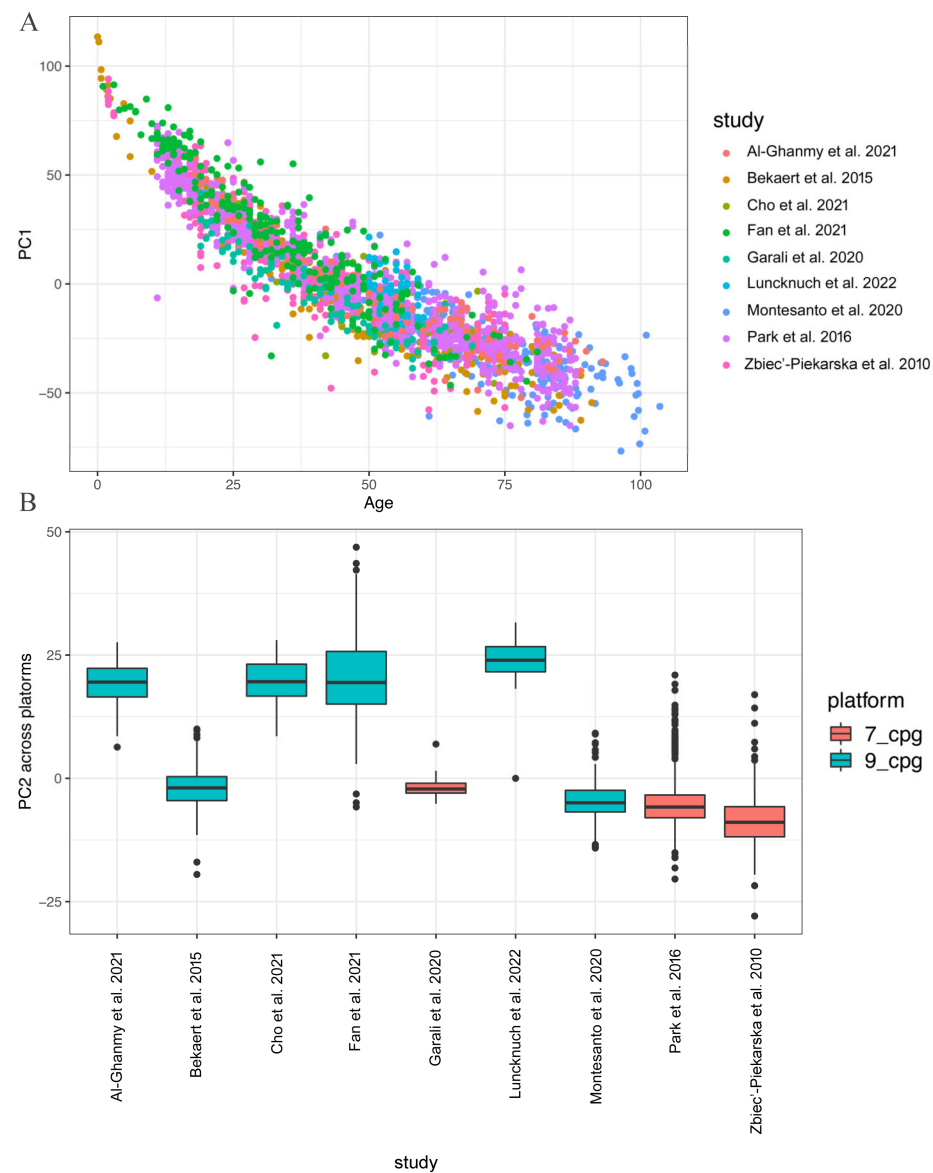 A
100
50
0
−50
PC1
0
25
50
75
100
Age
study
Al-Ghanmy et al. 2021
Bekaert et al. 2015
Cho et al. 2021
Fan et al. 2021
Garali et al. 2020
Luncknuch et al. 2022
Montesanto et al. 2020
Park et al. 2016
Zbiec'-Piekarska et al. 2010
B
50
25
0
−25
PC2 across platorms
Al-Ghanmy et al. 2021
Bekaert et al. 2015
Cho et al. 2021
Fan et al. 2021
Garali et al. 2020
Luncknuch et al. 2022
Montesanto et al. 2020
Park et al. 2016
Zbiec'-Piekarska et al. 2010
study
platform
7_cpg
9_cpg